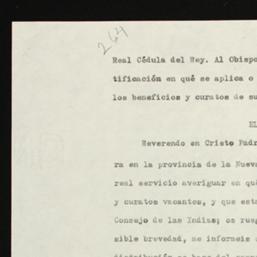 264
Real Cédula del Rey. Al Obispo
tificación en qué se aplica o
los beneficios y curatos de su
EL
Reverendo en Cristo Padr
ra en la provincia de la Nueva
real servicio averiguar en qué
y curatos vacantes, y que esta
Consejo de las Indias; os rueg
sible brevedad, me informeis